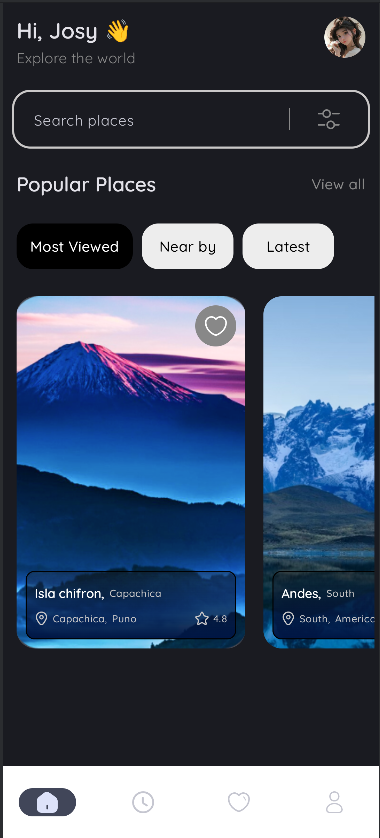 Hi, Josy 👋
Explore the world
Search places
Popular Places View all
Most Viewed Near by Latest
Isla chifron, Capachica
Capachica, Puno 4.8
Andes, South
South, Americ